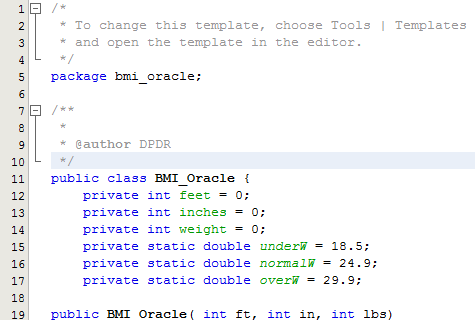 1 /*
2 * To change this template, choose Tools | Templates
3 * and open the template in the editor.
4 */
5 package bmi_oracle;
6
7 /**
8 *
9 * @author DPDR
10 */
11 public class BMI_Oracle {
12 private int feet = 0;
13 private int inches = 0;
14 private int weight = 0;
15 private static double underW = 18.5;
16 private static double normalW = 24.9;
17 private static double overW = 29.9;
18
19 public BMI_Oracle( int ft, int in, int lbs)